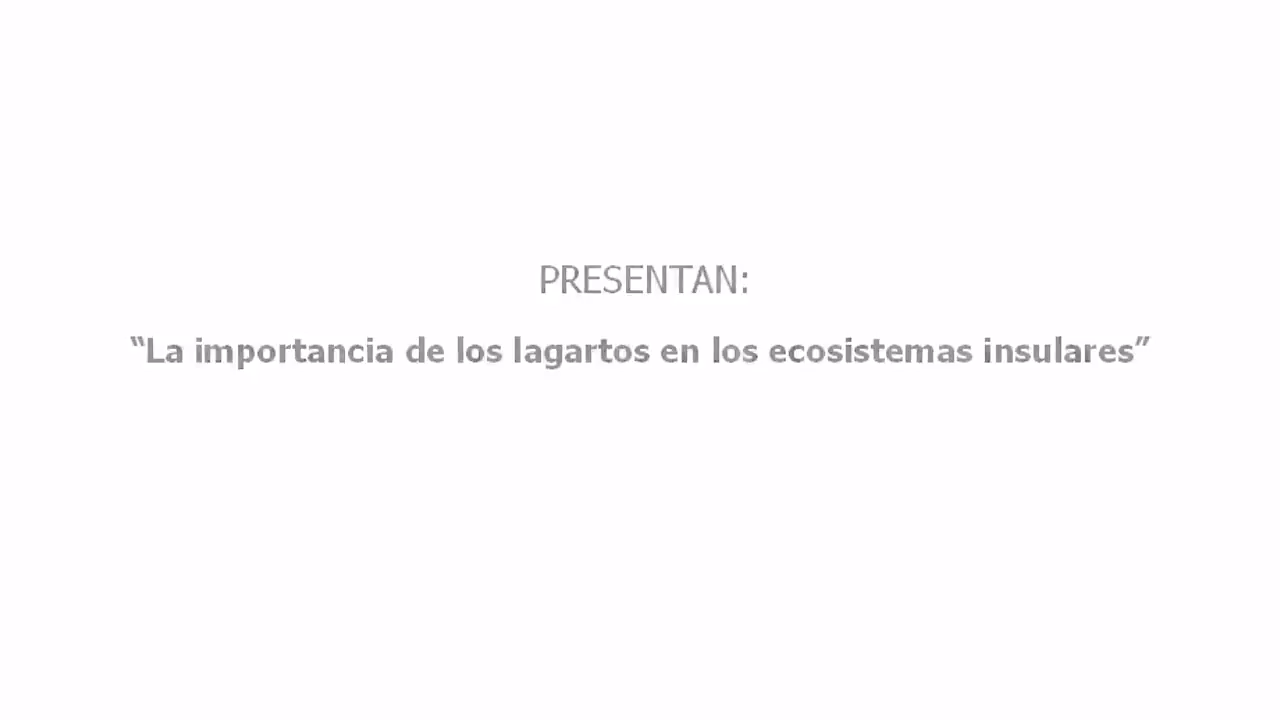 PRESENTAN:
“La importancia de los lagartos en los ecosistemas insulares”